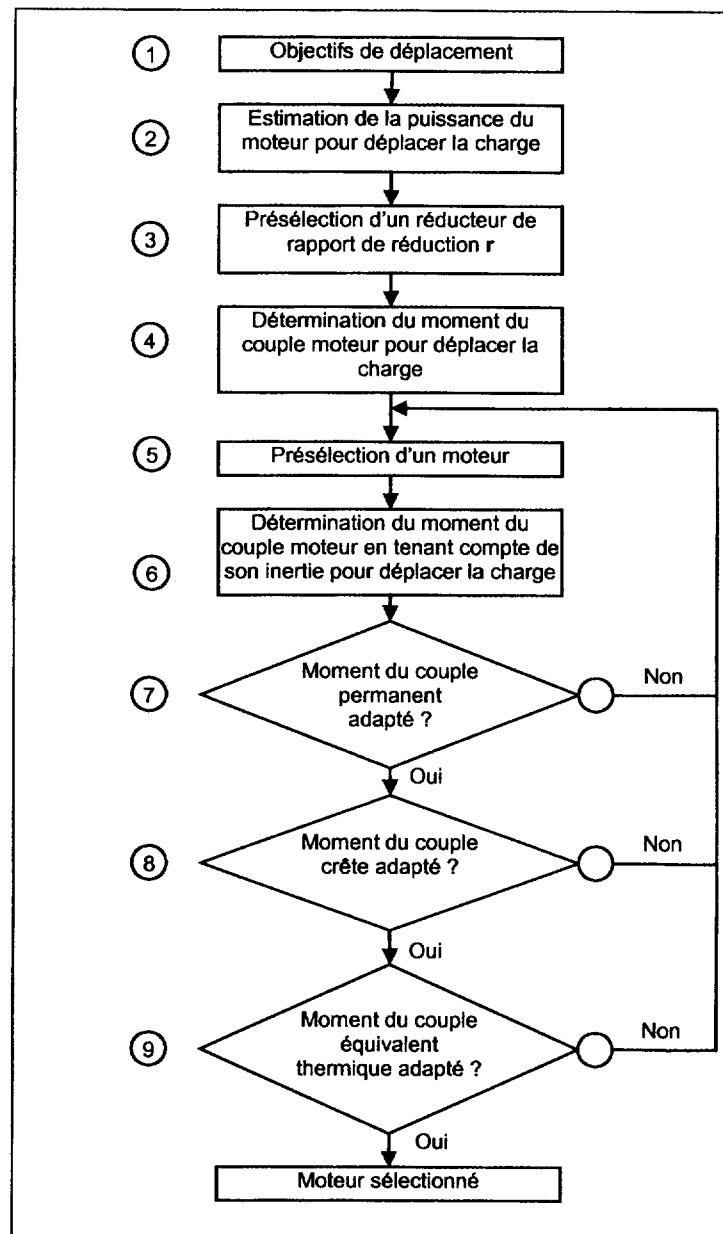 1
Objectifs de déplacement
2
Estimation de la puissance du
moteur pour déplacer la charge
3
Présélection d'un réducteur de
rapport de réduction r
4
Détermination du moment du
couple moteur pour déplacer la
charge
5
Présélection d'un moteur
6
Détermination du moment du
couple moteur en tenant compte de
son inertie pour déplacer la charge
7
Moment du couple
permanent
adapté ?
Non
Oui
8
Moment du couple
crête adapté ?
Non
Oui
9
Moment du couple
équivalent
thermique adapté ?
Non
Oui
Moteur sélectionné